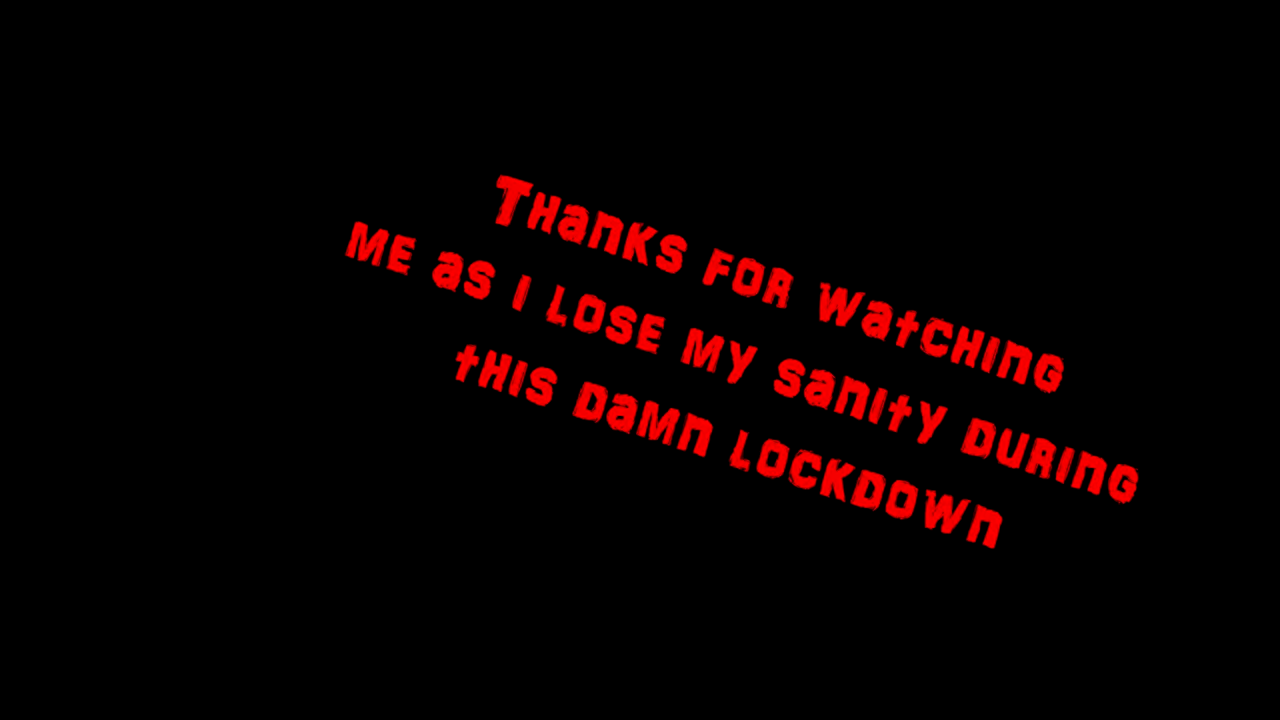 Thanks for watching
me as I lose my sanity during
this damn lockdown